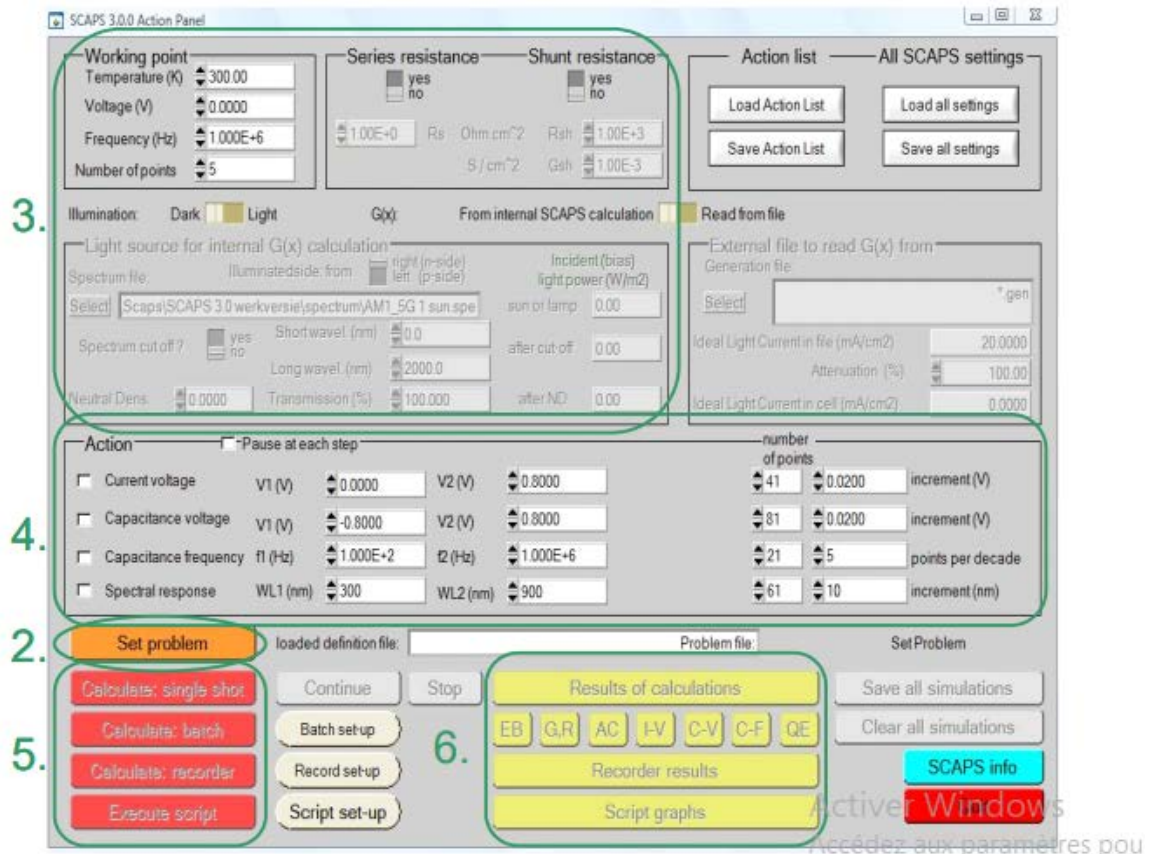 SCAPS 3.0.0 Action Panel
Working point
Series resistance
Shunt resistance
Action list
All SCAPS settings
Temperature (K) 300.00
yes
no
yes
no
Voltage (V) 0.0000
Load Action List
Load all settings
Frequency (Hz) 1.000E+6
1.00E+0 Rs Ohm.cm^2 Rsh 1.00E+3
Save Action List
Save all settings
Number of points 5
S / cm^2 Gsh 1.00E-3
3.
Illumination: Dark Light G(x): From internal SCAPS calculation Read from file
Light source for internal G(x) calculation
External file to read G(x) from
Spectrum file: Illuminated side: from right (n-side)
left (p-side)
Incident (bias)
light power (W/m2)
Generation file
Select Scaps\SCAPS 3.0 werkversie\spectrum\AM1_5G 1 sun.spe sun or lamp 0.00
Select *.gen
Spectrum cut off ? yes
no
Short wavel. (nm) 0.0
after cut-off 0.00
Ideal Light Current in file (mA/cm2) 20.0000
Long wavel. (nm) 2000.0
Attenuation (%) 100.00
Neutral Dens. 0.0000 Transmission (%) 100.000 after ND 0.00
Ideal Light Current in cell (mA/cm2) 0.0000
4.
Action Pause at each step
number
of points
Current voltage V1 (V) 0.0000 V2 (V) 0.8000 41 0.0200 increment (V)
Capacitance voltage V1 (V) -0.8000 V2 (V) 0.8000 81 0.0200 increment (V)
Capacitance frequency f1 (Hz) 1.000E+2 f2 (Hz) 1.000E+6 21 5 points per decade
Spectral response WL1 (nm) 300 WL2 (nm) 900 61 10 increment (nm)
2.
Set problem loaded definition file: Problem file: Set Problem
5.
Calculate: single shot Continue Stop Results of calculations Save all simulations
Calculate: batch Batch set-up 6. EB G,R AC I-V C-V C-F QE Clear all simulations
Calculate: recorder Record set-up Recorder results SCAPS info
Execute script Script set-up Script graphs
Activer Windows
Accédez aux paramètres pou